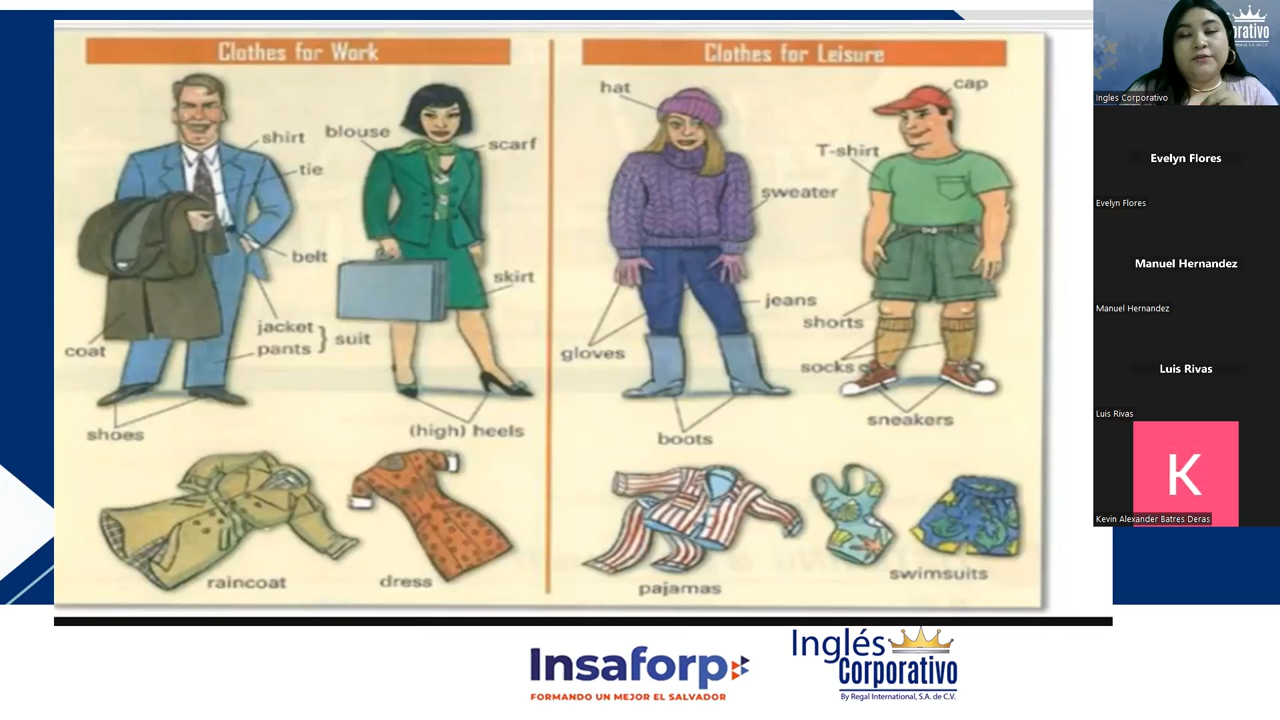 Clothes for Work
shirt
blouse
scarf
tie
belt
skirt
jacket
pants
suit
coat
shoes
(high) heels
raincoat
dress
Clothes for Leisure
hat
cap
T-shirt
sweater
jeans
shorts
gloves
socks
sneakers
boots
pajamas
swimsuits
Insaforp
FORMANDO UN MEJOR EL SALVADOR
Inglés
Corporativo
By Regal International, S.A. de C.V.
orativo
Ingles Corporativo
Evelyn Flores
Evelyn Flores
Manuel Hernandez
Manuel Hernandez
Luis Rivas
Luis Rivas
K
Kevin Alexander Batres Deras